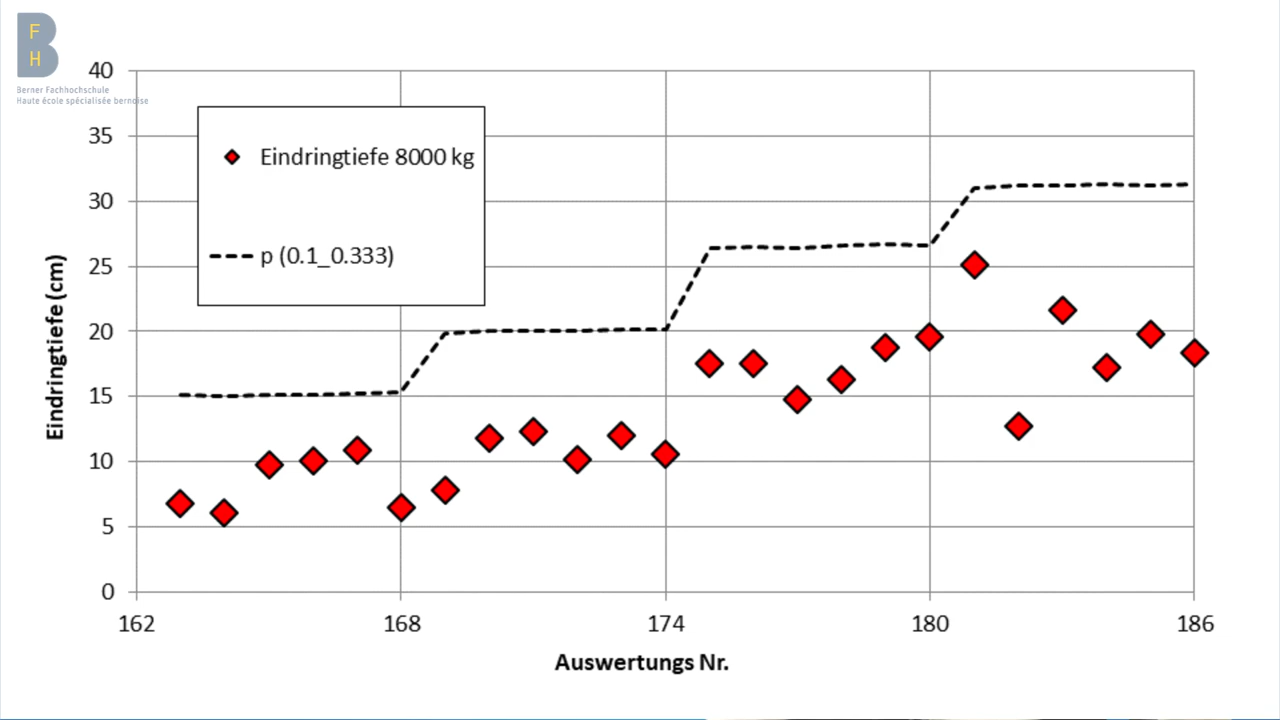 F
H
Berner Fachhochschule
Haute école spécialisée bernoise
40
35
30
25
20
15
10
5
0
Eindringtiefe (cm)
Eindringtiefe 8000 kg
p (0.1_0.333)
162 168 174 180 186
Auswertungs Nr.